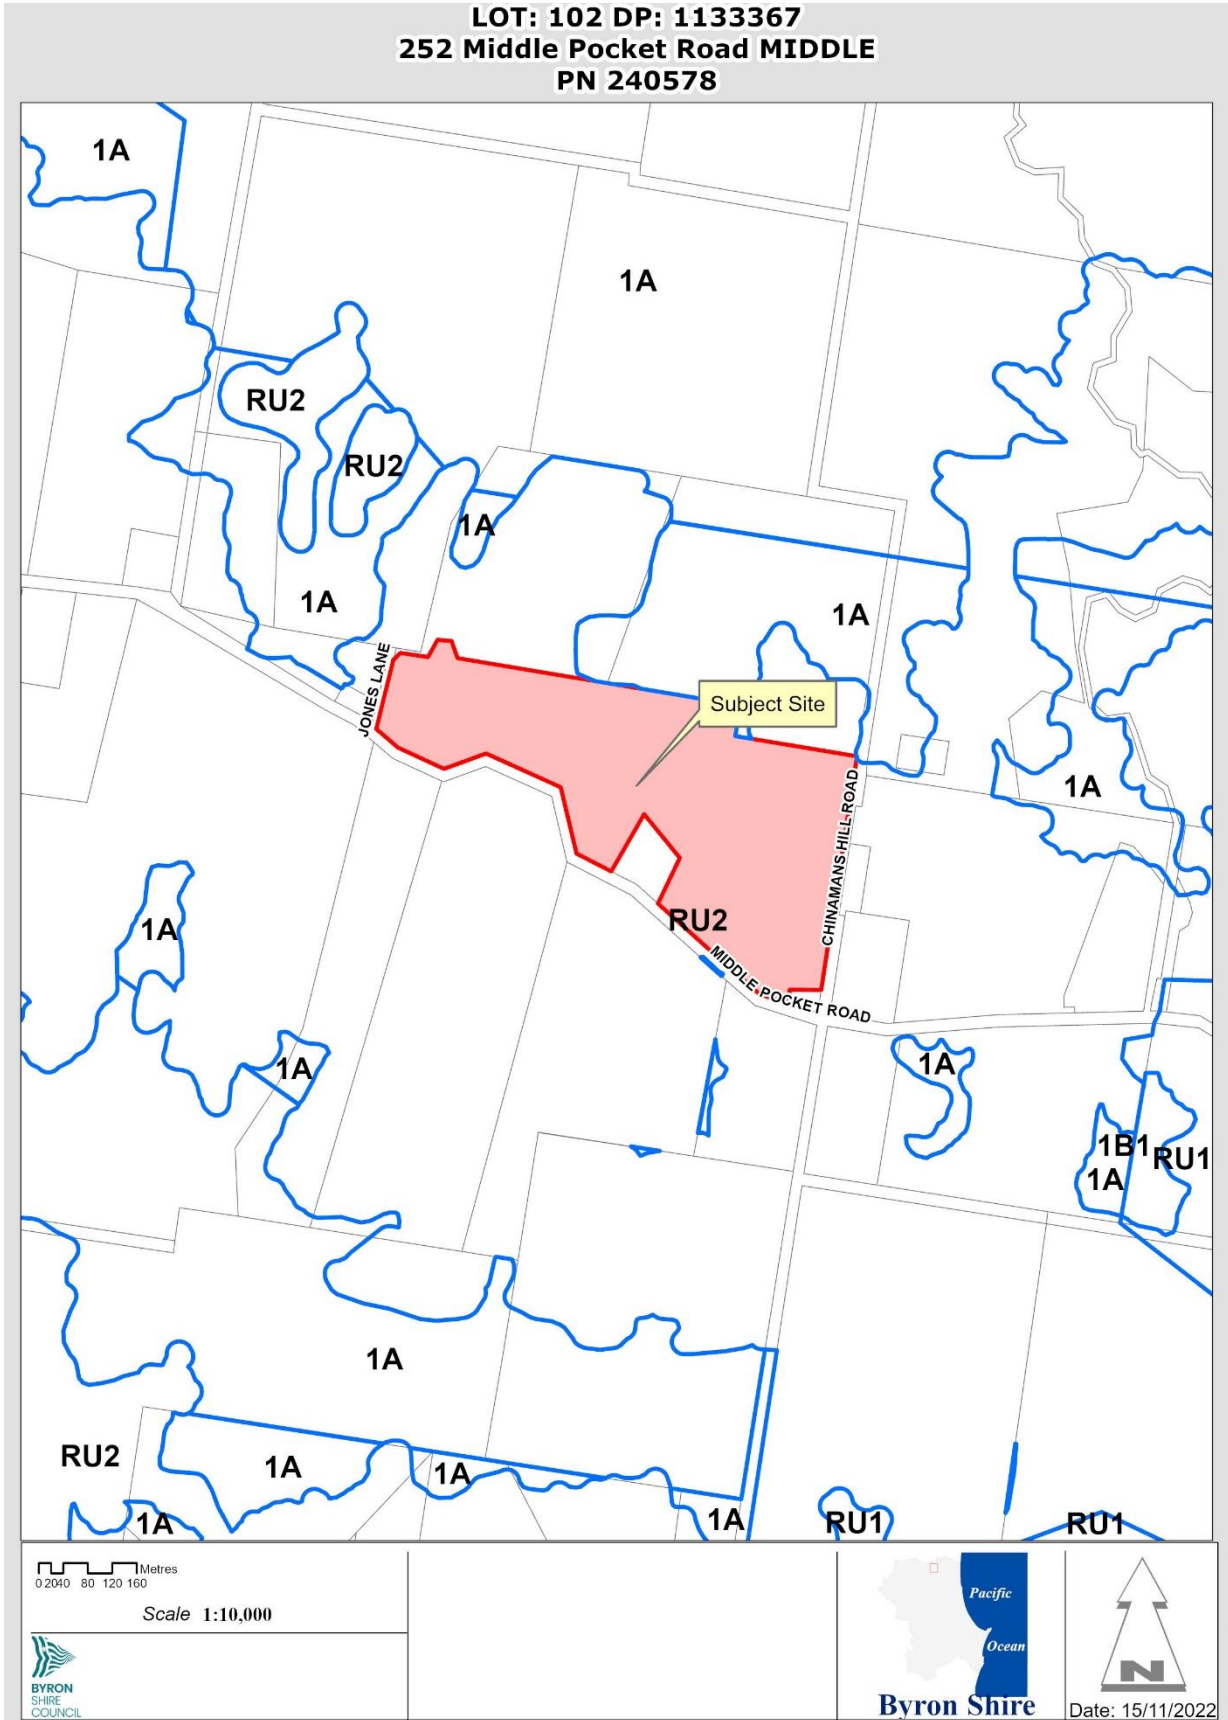 LOT: 102 DP: 1133367
252 Middle Pocket Road MIDDLE
PN 240578
1A
1A
RU2
RU2
1A
1A
1A
JONES LANE
Subject Site
1A
CHINAMANS HILL ROAD
1A
RU2
MIDDLE POCKET ROAD
1A
1A
1B1
RU1
1A
1A
RU2
1A
1A
1A
1A
RU1
RU1
Metres
0 20 40 80 120 160
Scale 1:10,000
BYRON
SHIRE
COUNCIL
Pacific
Ocean
Byron Shire
N
Date: 15/11/2022